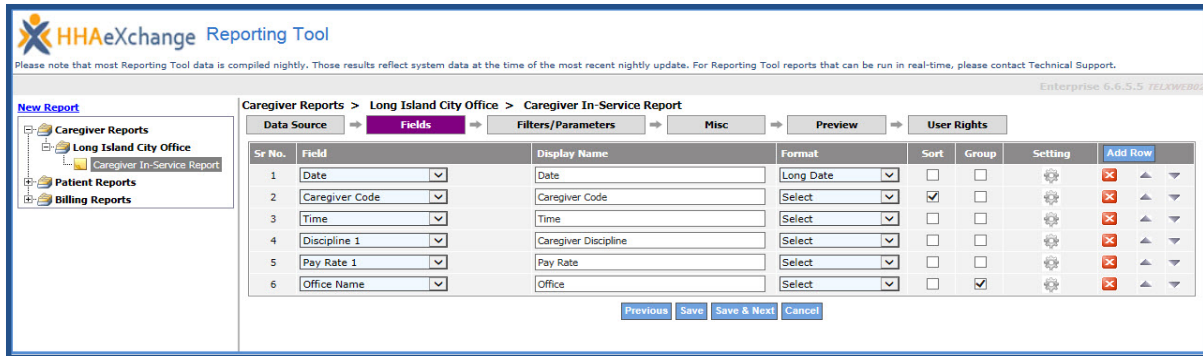 HHAeXchange Reporting Tool
Please note that most Reporting Tool data is compiled nightly. Those results reflect system data at the time of the most recent nightly update. For Reporting Tool reports that can be run in real-time, please contact Technical Support.
Enterprise 6.6.5.5 TELXWEB02
New Report
Caregiver Reports
Long Island City Office
Caregiver In-Service Report
Patient Reports
Billing Reports
Caregiver Reports > Long Island City Office > Caregiver In-Service Report
Data Source Fields Filters/Parameters Misc Preview User Rights
Sr No. Field Display Name Format Sort Group Setting Add Row
1 Date Date Long Date
2 Caregiver Code Caregiver Code Select
3 Time Time Select
4 Discipline 1 Caregiver Discipline Select
5 Pay Rate 1 Pay Rate Select
6 Office Name Office Select
Previous Save Save & Next Cancel